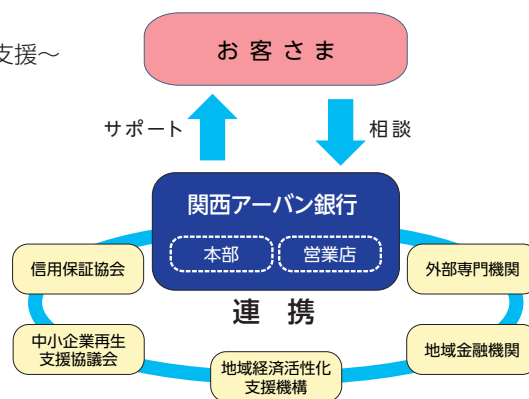 支援～
お客さま
サポート
相談
関西アーバン銀行
本部
営業店
連携
信用保証協会
外部専門機関
中小企業再生
支援協議会
地域金融機関
地域経済活性化
支援機構